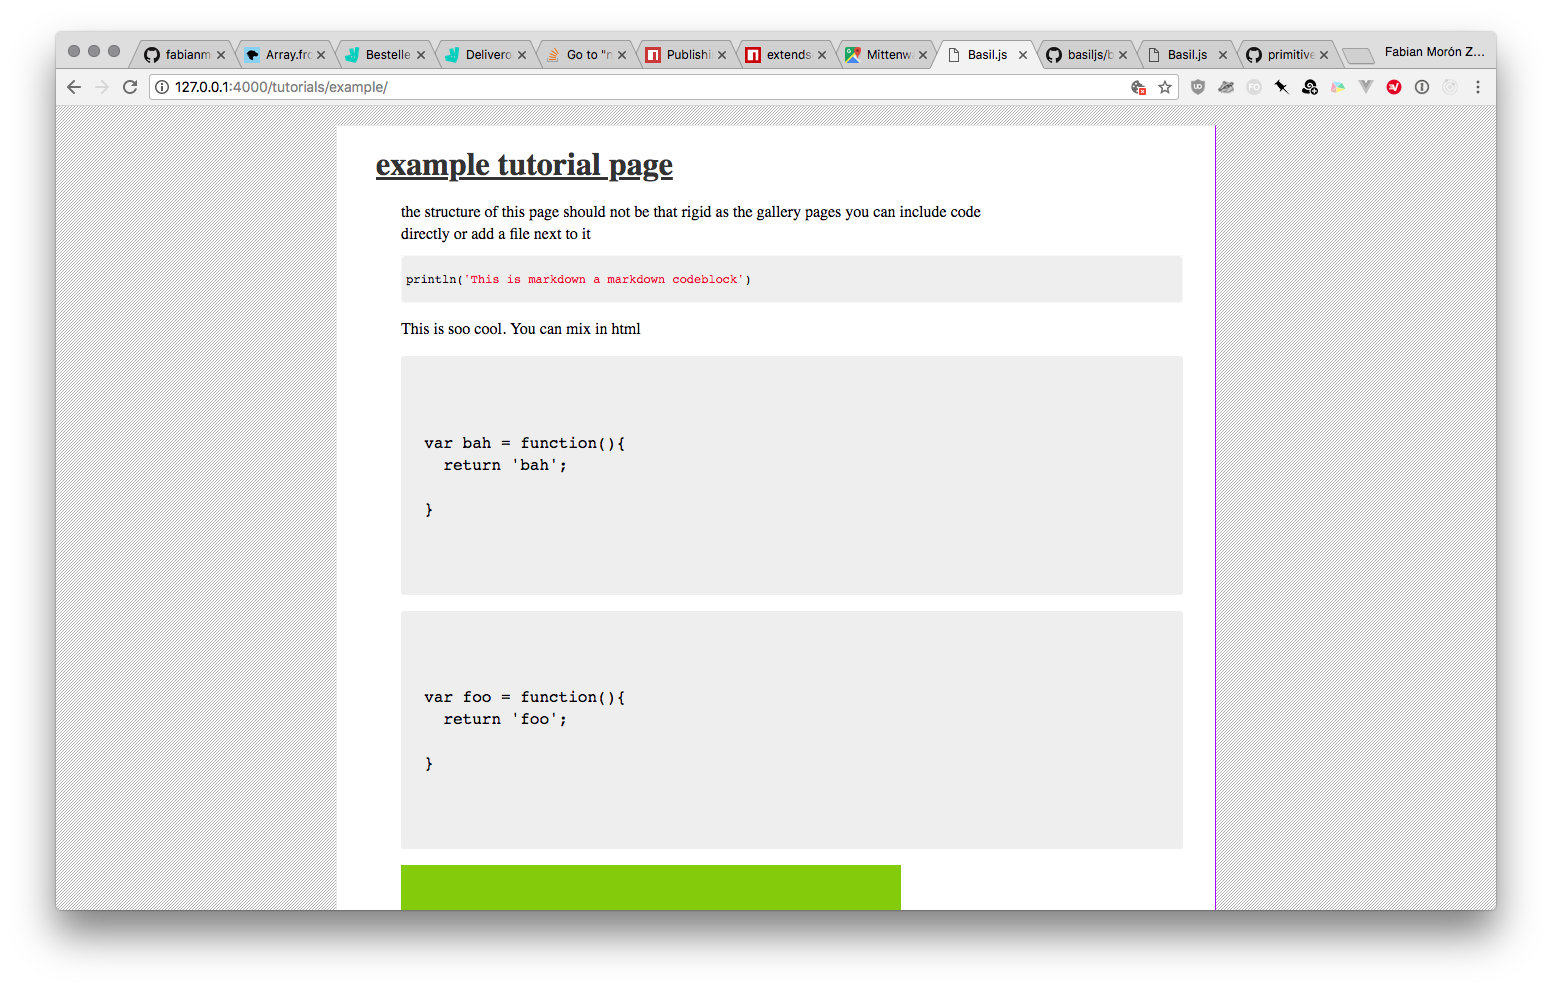 fabianm
Array.fro
Bestelle
Delivero
Go to "n
Publishi
extends
Mittenw
Basil.js
basiljs/b
Basil.js
primitive
Fabian Morón Z...
127.0.0.1:4000/tutorials/example/
example tutorial page
the structure of this page should not be that rigid as the gallery pages you can include code
directly or add a file next to it
println('This is markdown a markdown codeblock')
This is soo cool. You can mix in html
var bah = function(){
return 'bah';
}
var foo = function(){
return 'foo';
}